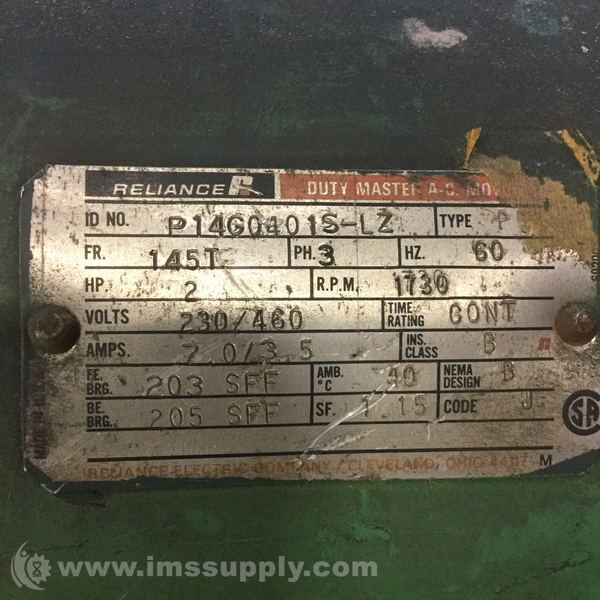 RELIANCE R DUTY MASTER A-C. MO
ID NO. P14G0401S-LZ TYPE P
FR. 145T PH. 3 HZ. 60
HP 2 R.P.M. 1730
VOLTS 230/460 TIME RATING CONT
AMPS. 7.0/3.5 INS. CLASS B
FE. BRG. 203 SFF AMB. °C 40 NEMA DESIGN B
BE. BRG. 205 SFF SF. 1.15 CODE J
SA
RELIANCE ELECTRIC COMPANY / CLEVELAND, OHIO 44117 M
www.imssupply.com